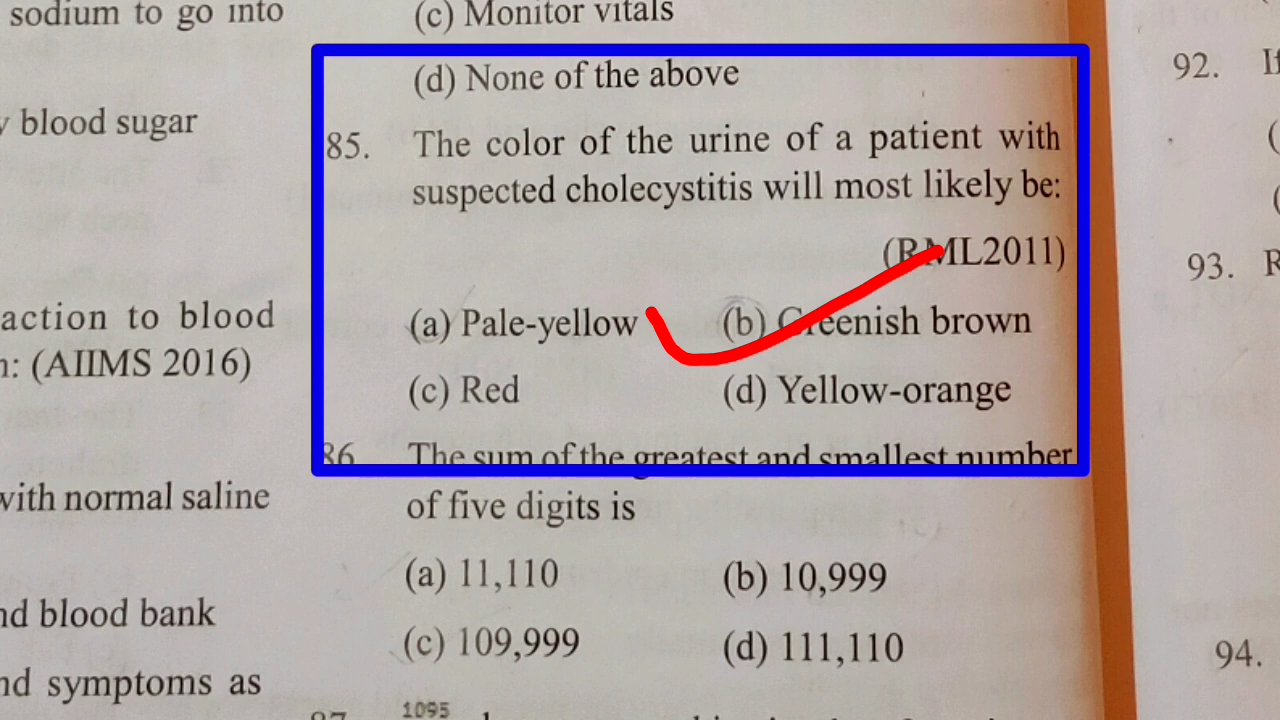 sodium to go into
blood sugar
action to blood
(AIIMS 2016)
with normal saline
nd blood bank
nd symptoms as
(c) Monitor vitals
(d) None of the above
85. The color of the urine of a patient with
suspected cholecystitis will most likely be:
(RML2011)
(a) Pale-yellow (b) Greenish brown
(c) Red (d) Yellow-orange
86 The sum of the greatest and smallest number
of five digits is
(a) 11,110 (b) 10,999
(c) 109,999 (d) 111,110
1095
92.
93.
94.